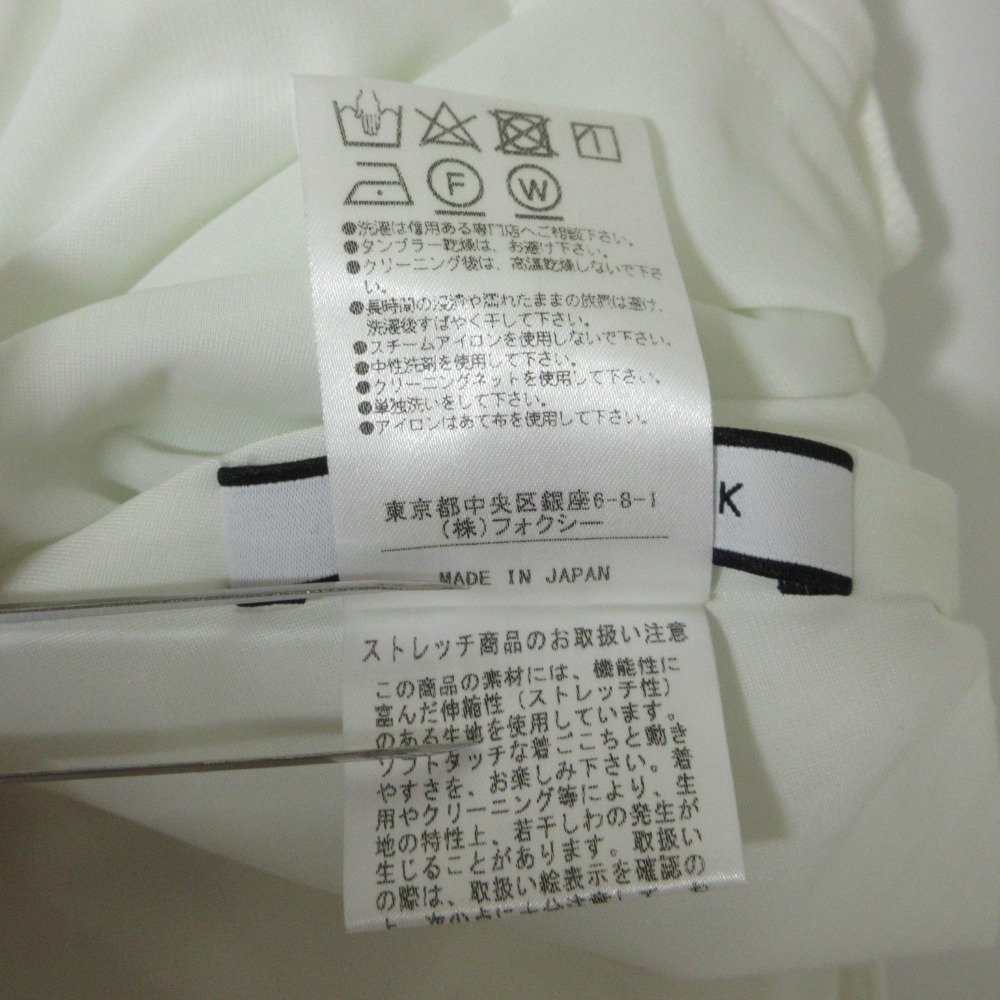 F W
●洗濯は信用ある専門店へご相談下さい。
●タンブラー乾燥は、お避け下さい。
●クリーニング後は、高温乾燥しないで下さ
い。
●長時間の浸漬や濡れたままの放置は避け、
洗濯後すばやく干して下さい。
●スチームアイロンを使用しないで下さい。
●中性洗剤を使用して下さい。
●クリーニングネットを使用して下さい。
●単独洗いをして下さい。
●アイロンはあて布を使用して下さい。
K
東京都中央区銀座6-8-1
(株)フォクシー
MADE IN JAPAN
ストレッチ商品のお取扱い注意
この商品の素材には、機能性に
富んだ伸縮性(ストレッチ性)
のある生地を使用しています。
ソフトタッチな着ごこちと動き
やすさを、お楽しみ下さい。着
用やクリーニング等により、生
地の特性上、若干しわの発生が
生じることがあります。取扱い
の際は、取扱い絵表示を確認の